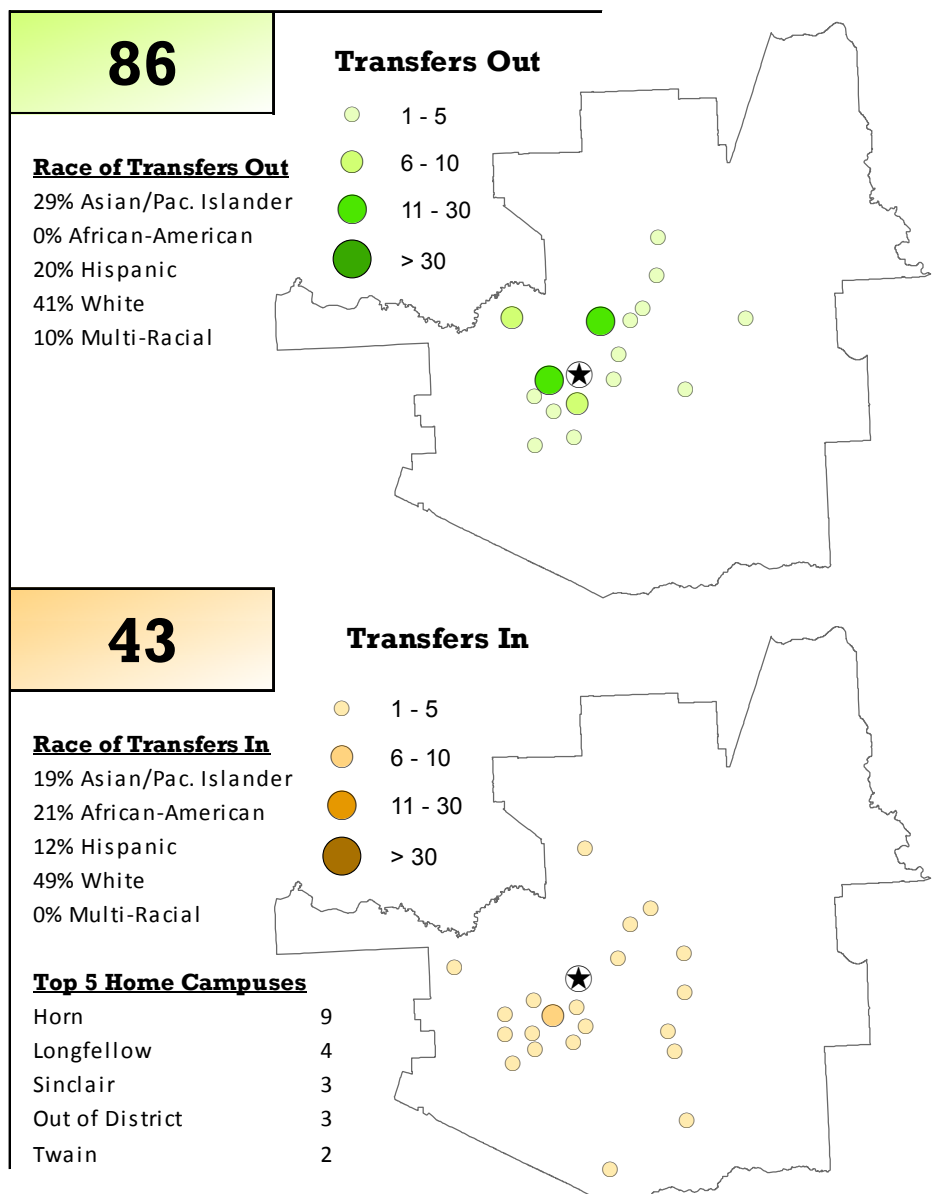 86
Transfers Out
1 - 5
6 - 10
11 - 30
> 30
Race of Transfers Out
29% Asian/Pac. Islander
0% African-American
20% Hispanic
41% White
10% Multi-Racial
43
Transfers In
1 - 5
6 - 10
11 - 30
> 30
Race of Transfers In
19% Asian/Pac. Islander
21% African-American
12% Hispanic
49% White
0% Multi-Racial
Top 5 Home Campuses
Horn 9
Longfellow 4
Sinclair 3
Out of District 3
Twain 2